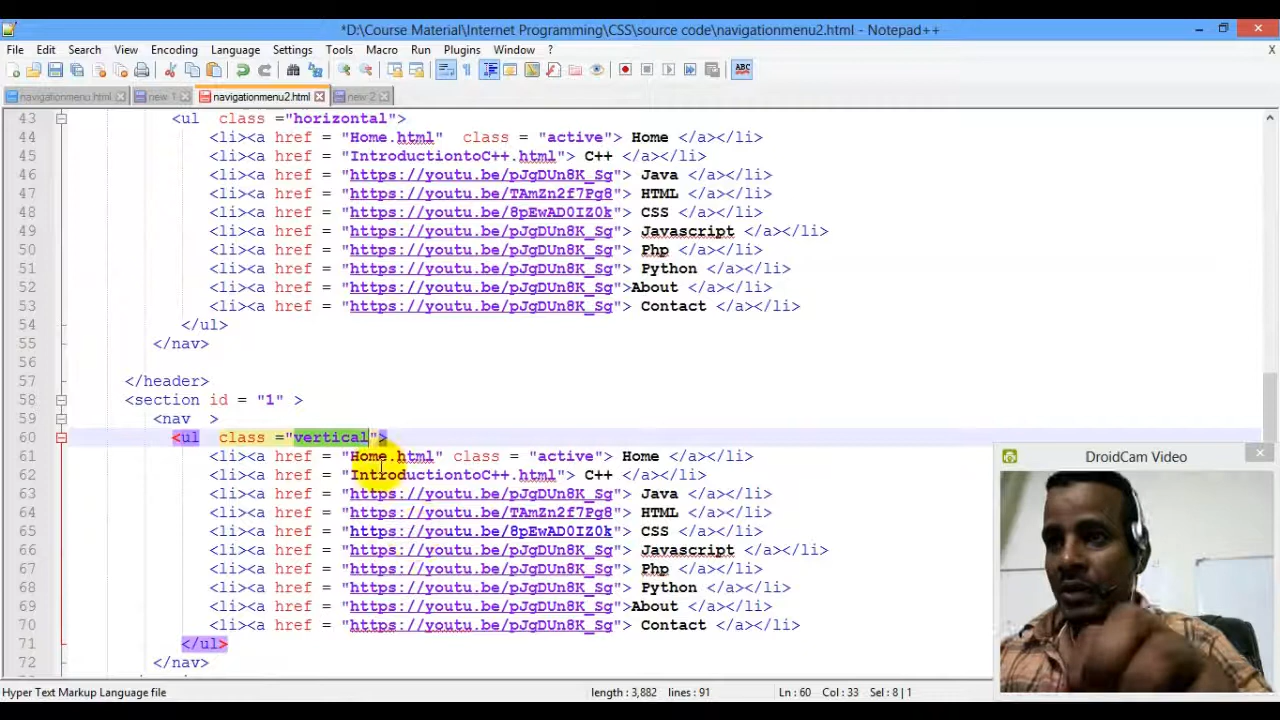 *D:\Course Material\Internet Programming\CSS\source code\navigationmenu2.html - Notepad++
File Edit Search View Encoding Language Settings Tools Macro Run Plugins Window ? X
ABC
navigationmenu.html new 1 navigationmenu2.html new 2
43 <ul class ="horizontal">
44 <li><a href = "Home.html" class = "active"> Home </a></li>
45 <li><a href = "IntroductiontoC++.html"> C++ </a></li>
46 <li><a href = "https://youtu.be/pJgDUn8K_Sg"> Java </a></li>
47 <li><a href = "https://youtu.be/TAmZn2f7Pg8"> HTML </a></li>
48 <li><a href = "https://youtu.be/8pEwAD0IZ0k"> CSS </a></li>
49 <li><a href = "https://youtu.be/pJgDUn8K_Sg"> Javascript </a></li>
50 <li><a href = "https://youtu.be/pJgDUn8K_Sg"> Php </a></li>
51 <li><a href = "https://youtu.be/pJgDUn8K_Sg"> Python </a></li>
52 <li><a href = "https://youtu.be/pJgDUn8K_Sg">About </a></li>
53 <li><a href = "https://youtu.be/pJgDUn8K_Sg"> Contact </a></li>
54 </ul>
55 </nav>
56
57 </header>
58 <section id = "1" >
59 <nav >
60 <ul class ="vertical">
61 <li><a href = "Home.html" class = "active"> Home </a></li>
62 <li><a href = "IntroductiontoC++.html"> C++ </a></li>
63 <li><a href = "https://youtu.be/pJgDUn8K_Sg"> Java </a></li>
64 <li><a href = "https://youtu.be/TAmZn2f7Pg8"> HTML </a></li>
65 <li><a href = "https://youtu.be/8pEwAD0IZ0k"> CSS </a></li>
66 <li><a href = "https://youtu.be/pJgDUn8K_Sg"> Javascript </a></li>
67 <li><a href = "https://youtu.be/pJgDUn8K_Sg"> Php </a></li>
68 <li><a href = "https://youtu.be/pJgDUn8K_Sg"> Python </a></li>
69 <li><a href = "https://youtu.be/pJgDUn8K_Sg">About </a></li>
70 <li><a href = "https://youtu.be/pJgDUn8K_Sg"> Contact </a></li>
71 </ul>
72 </nav>
DroidCam Video
Hyper Text Markup Language file length : 3,882 lines : 91 Ln : 60 Col : 33 Sel : 8 | 1